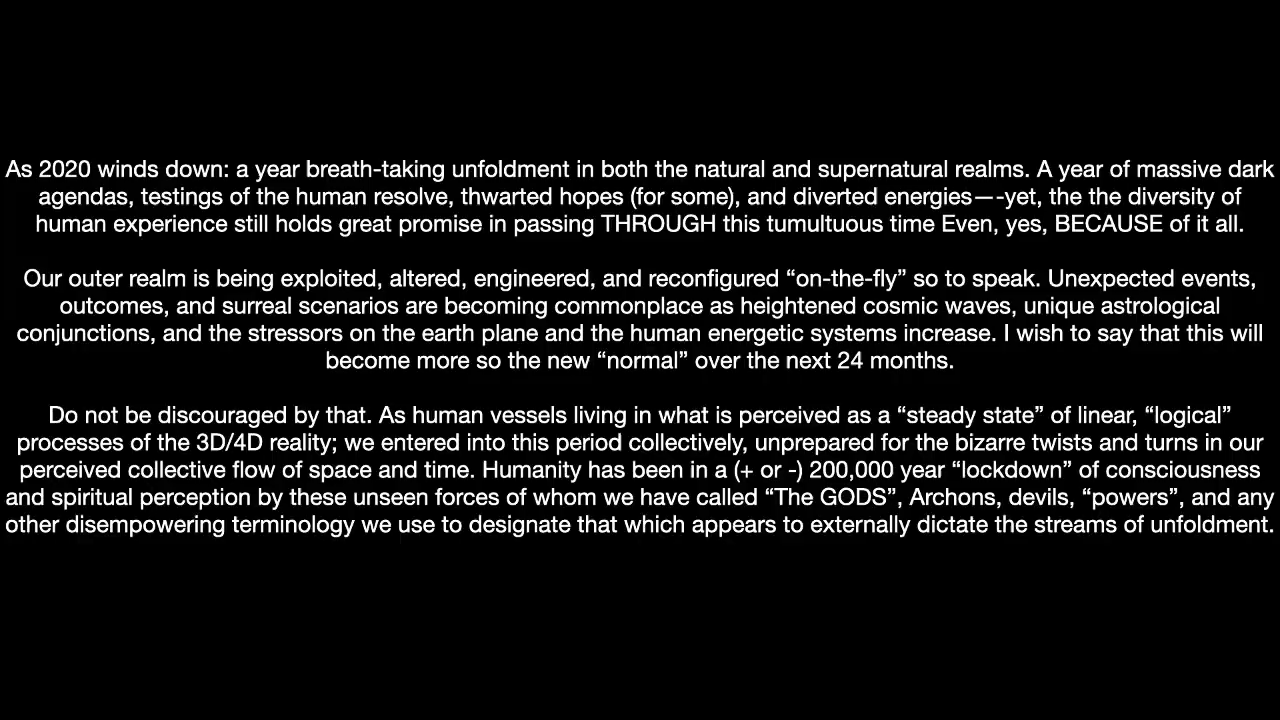 As 2020 winds down: a year breath-taking unfoldment in both the natural and supernatural realms. A year of massive dark
agendas, testings of the human resolve, thwarted hopes (for some), and diverted energies—-yet, the the diversity of
human experience still holds great promise in passing THROUGH this tumultuous time Even, yes, BECAUSE of it all.
Our outer realm is being exploited, altered, engineered, and reconfigured “on-the-fly” so to speak. Unexpected events,
outcomes, and surreal scenarios are becoming commonplace as heightened cosmic waves, unique astrological
conjunctions, and the stressors on the earth plane and the human energetic systems increase. I wish to say that this will
become more so the new “normal” over the next 24 months.
Do not be discouraged by that. As human vessels living in what is perceived as a “steady state” of linear, “logical”
processes of the 3D/4D reality; we entered into this period collectively, unprepared for the bizarre twists and turns in our
perceived collective flow of space and time. Humanity has been in a (+ or -) 200,000 year “lockdown” of consciousness
and spiritual perception by these unseen forces of whom we have called “The GODS”, Archons, devils, “powers”, and any
other disempowering terminology we use to designate that which appears to externally dictate the streams of unfoldment.